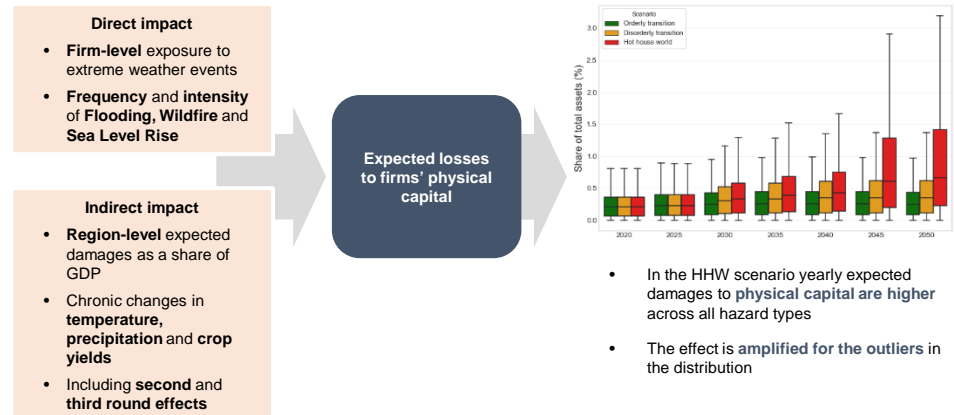 Direct impact
• Firm-level exposure to
extreme weather events
• Frequency and intensity
of Flooding, Wildfire and
Sea Level Rise
Indirect impact
• Region-level expected
damages as a share of
GDP
• Chronic changes in
temperature,
precipitation and crop
yields
• Including second and
third round effects
Expected losses
to firms' physical
capital
Scenario
Orderly transition
Disorderly transition
Hot house world
Share of total assets (%)
3.0
2.5
2.0
1.5
1.0
0.5
0.0
2020 2025 2030 2035 2040 2045 2050
• In the HHW scenario yearly expected
damages to physical capital are higher
across all hazard types
• The effect is amplified for the outliers in
the distribution